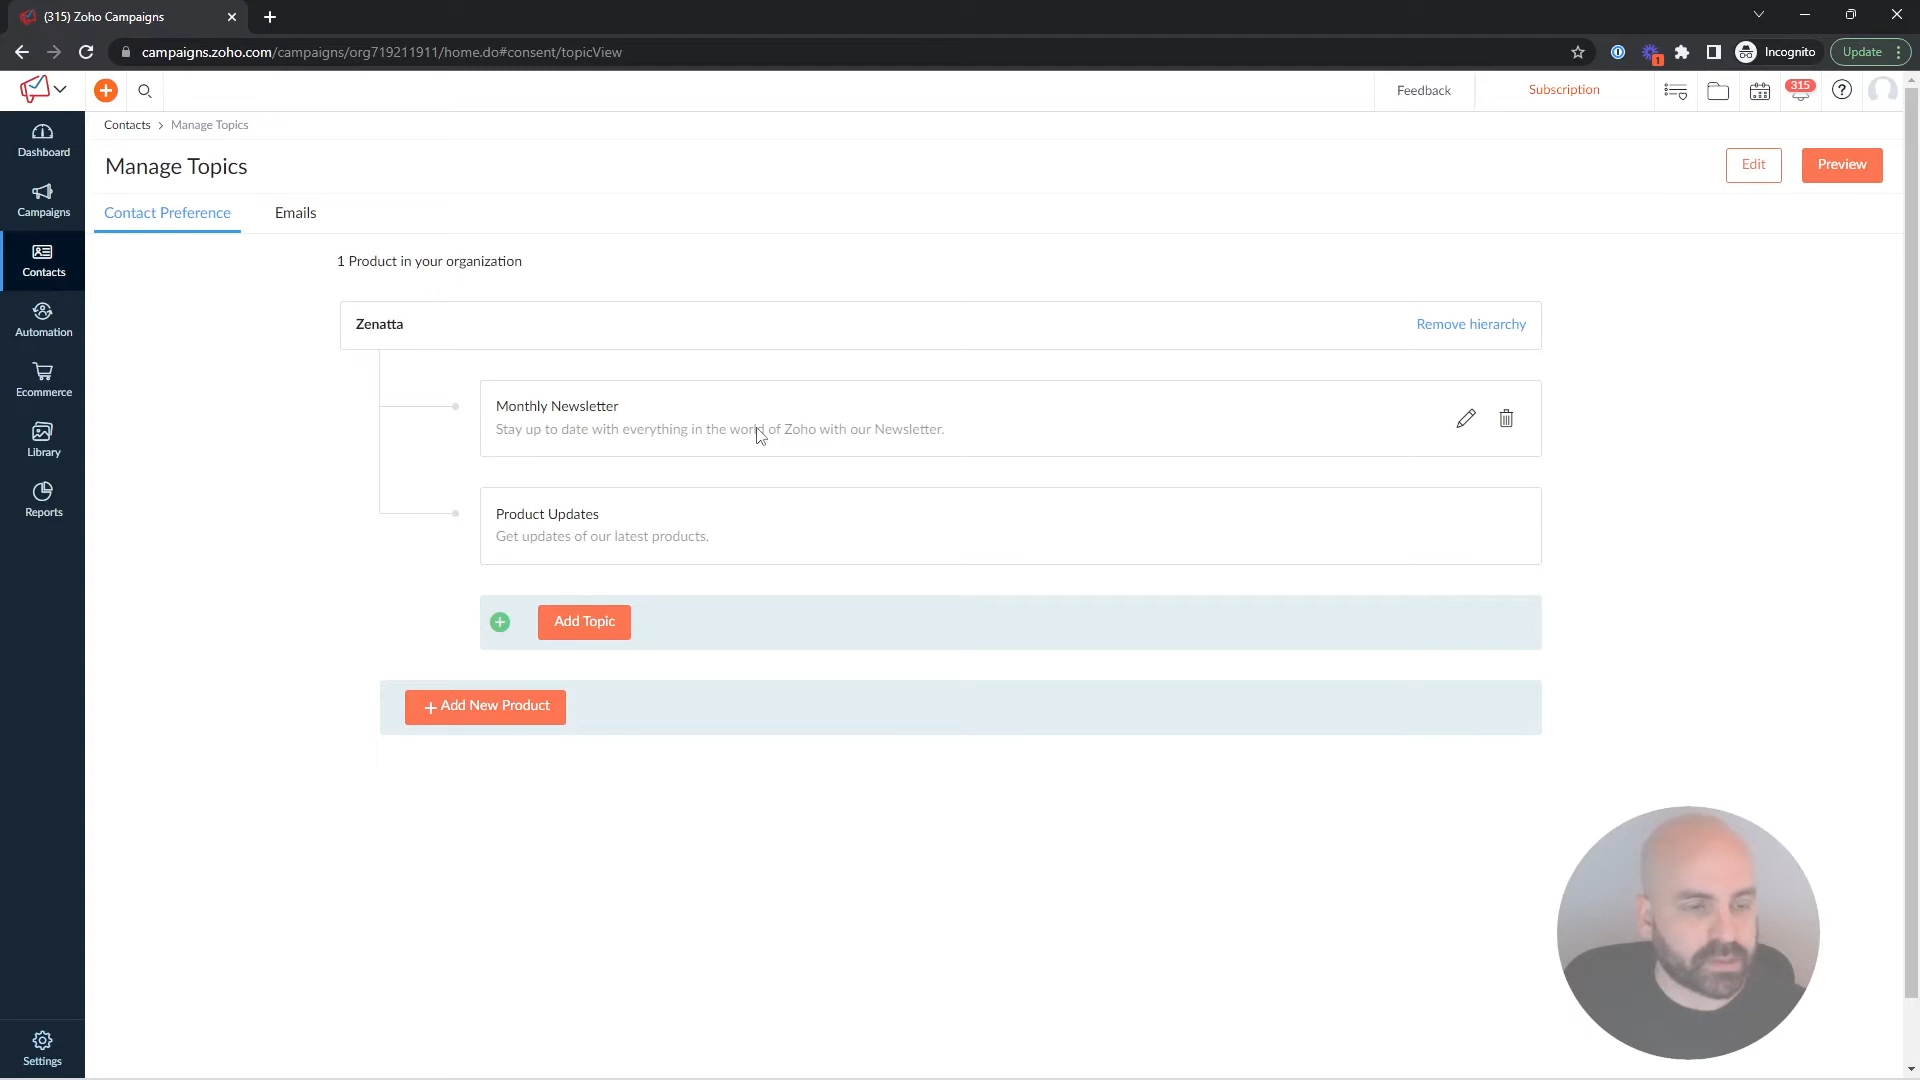 (315) Zoho Campaigns
campaigns.zoho.com/campaigns/org719211911/home.do#consent/topicView
1
Incognito
Update
Feedback
Subscription
315
Contacts > Manage Topics
Manage Topics
Edit
Preview
Contact Preference
Emails
Dashboard
Campaigns
Contacts
Automation
Ecommerce
Library
Reports
Settings
1 Product in your organization
Zenatta
Remove hierarchy
Monthly Newsletter
Stay up to date with everything in the world of Zoho with our Newsletter.
Product Updates
Get updates of our latest products.
Add Topic
+ Add New Product